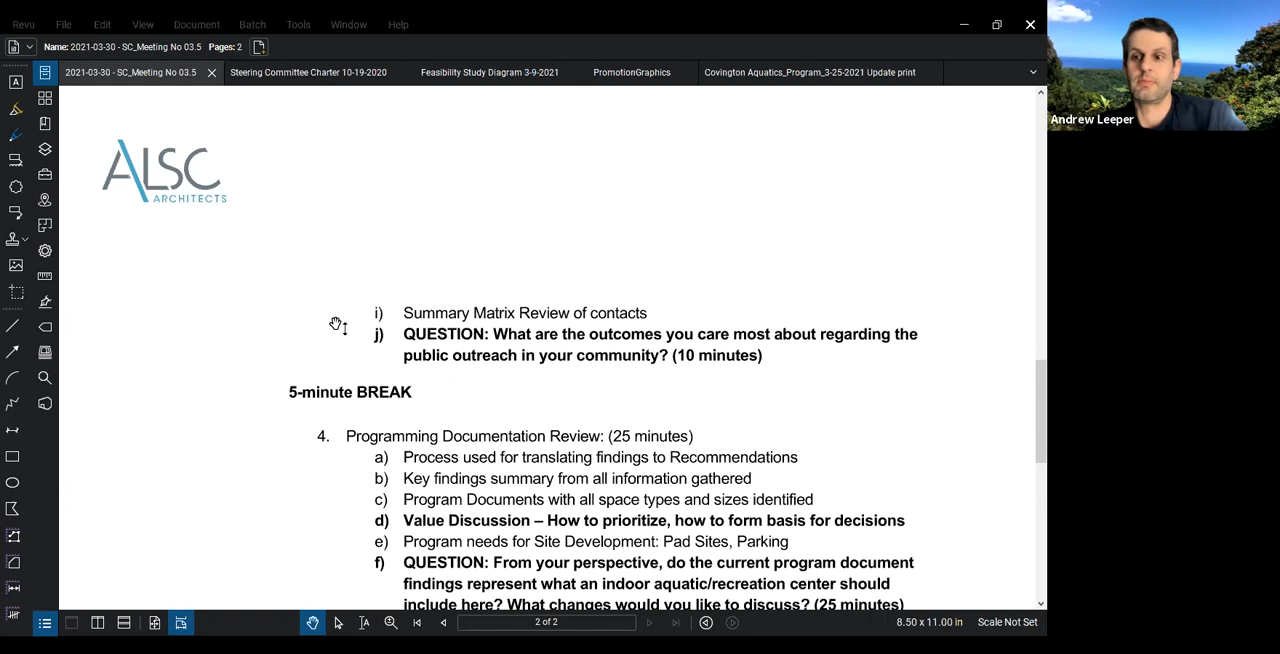 Revu File Edit View Document Batch Tools Window Help
Name: 2021-03-30 - SC_Meeting No 03.5 Pages: 2
2021-03-30 - SC_Meeting No 03.5 Steering Committee Charter 10-19-2020 Feasibility Study Diagram 3-9-2021 PromotionGraphics Covington Aquatics_Program_3-25-2021 Update print
Andrew Leeper
ALSC
ARCHITECTS
i) Summary Matrix Review of contacts
j) QUESTION: What are the outcomes you care most about regarding the
public outreach in your community? (10 minutes)
5-minute BREAK
4. Programming Documentation Review: (25 minutes)
a) Process used for translating findings to Recommendations
b) Key findings summary from all information gathered
c) Program Documents with all space types and sizes identified
d) Value Discussion – How to prioritize, how to form basis for decisions
e) Program needs for Site Development: Pad Sites, Parking
f) QUESTION: From your perspective, do the current program document
findings represent what an indoor aquatic/recreation center should
include here? What changes would you like to discuss? (25 minutes)
2 of 2 8.50 x 11.00 in Scale Not Set